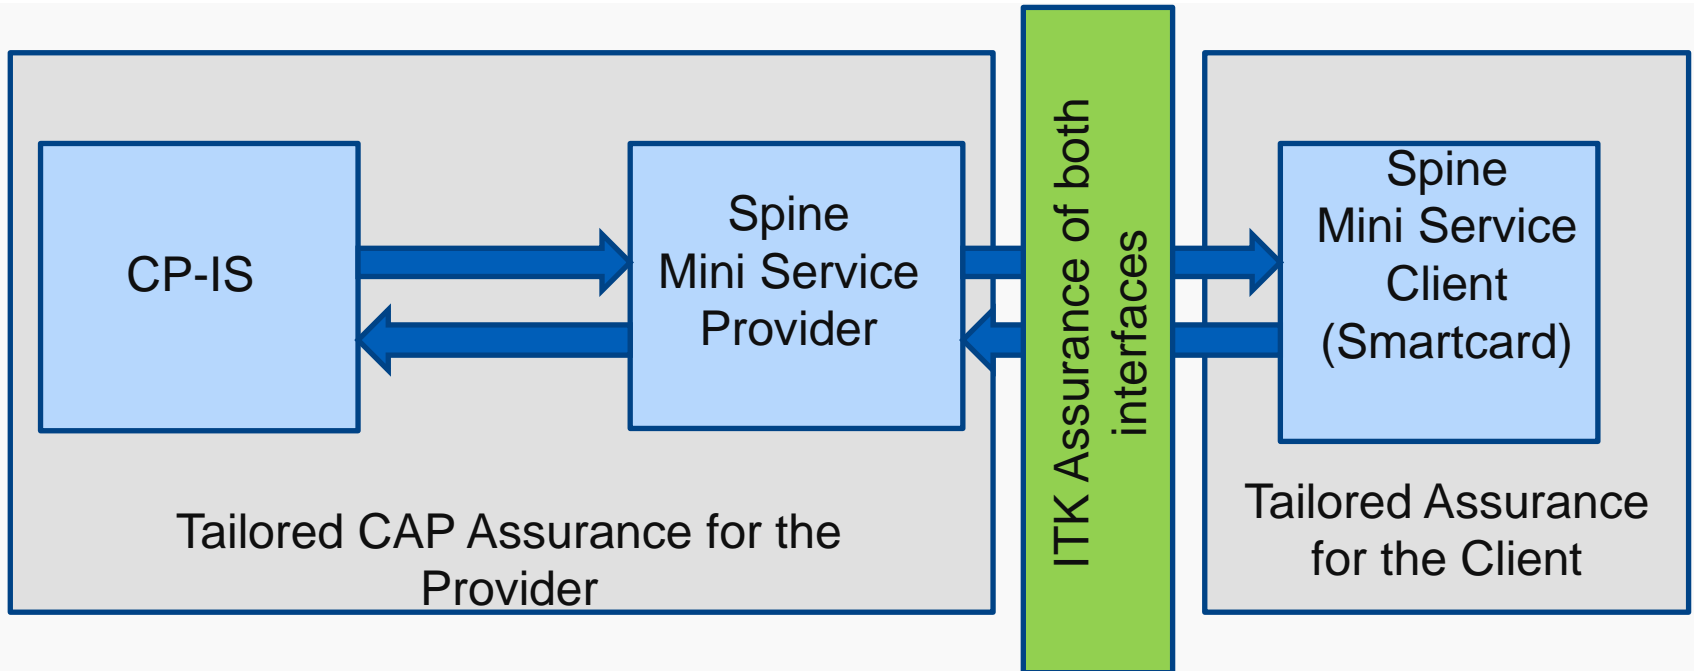 CP-IS
Spine
Mini Service
Provider
Tailored CAP Assurance for the
Provider
ITK Assurance of both
interfaces
Spine
Mini Service
Client
(Smartcard)
Tailored Assurance
for the Client